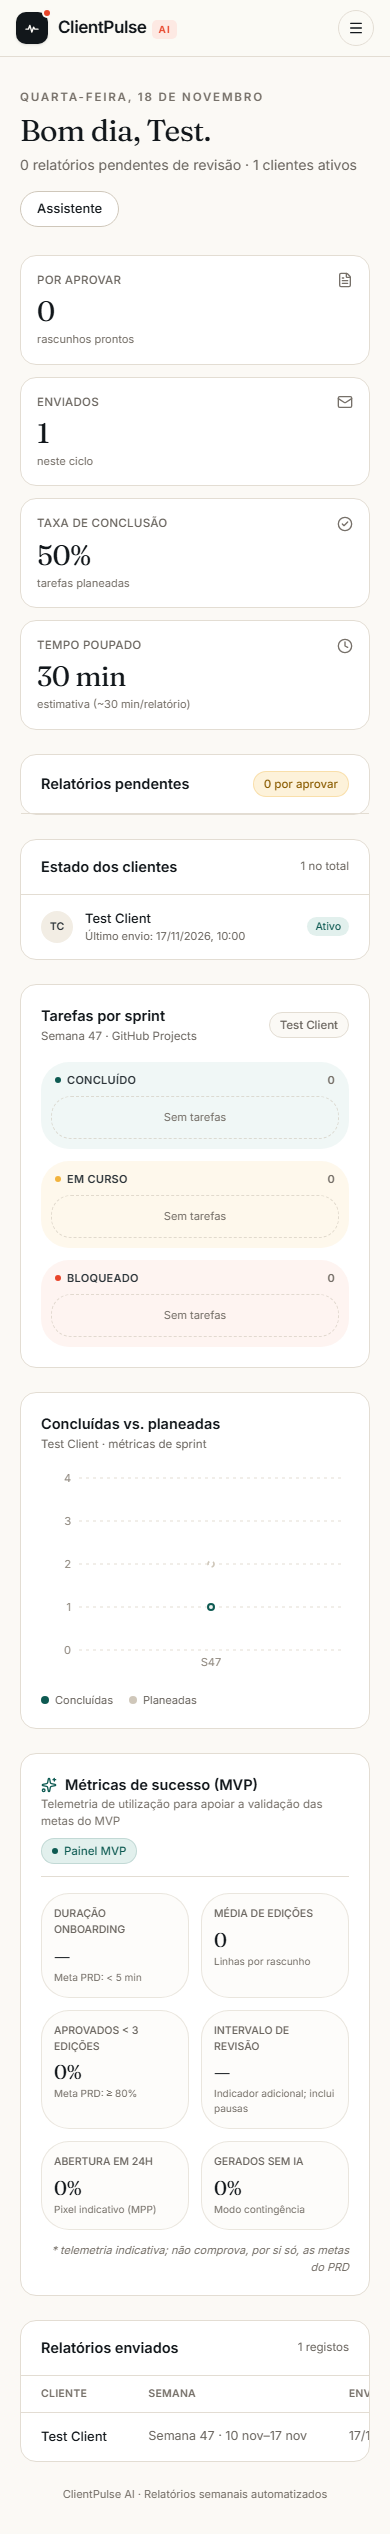 ClientPulse AI
QUARTA-FEIRA, 18 DE NOVEMBRO
Bom dia, Test.
0 relatórios pendentes de revisão · 1 clientes ativos
Assistente
POR APROVAR
0
rascunhos prontos
ENVIADOS
1
neste ciclo
TAXA DE CONCLUSÃO
50%
tarefas planeadas
TEMPO POUPADO
30 min
estimativa (~30 min/relatório)
Relatórios pendentes
0 por aprovar
Estado dos clientes
1 no total
TC
Test Client
Último envio: 17/11/2026, 10:00
Ativo
Tarefas por sprint
Semana 47 · GitHub Projects
Test Client
CONCLUÍDO 0
Sem tarefas
EM CURSO 0
Sem tarefas
BLOQUEADO 0
Sem tarefas
Concluídas vs. planeadas
Test Client · métricas de sprint
4
3
2
1
0
S47
Concluídas Planeadas
Métricas de sucesso (MVP)
Telemetria de utilização para apoiar a validação das
metas do MVP
Painel MVP
DURAÇÃO
ONBOARDING
—
Meta PRD: < 5 min
MÉDIA DE EDIÇÕES
0
Linhas por rascunho
APROVADOS < 3
EDIÇÕES
0%
Meta PRD: ≥ 80%
INTERVALO DE
REVISÃO
—
Indicador adicional; inclui
pausas
ABERTURA EM 24H
0%
Pixel indicativo (MPP)
GERADOS SEM IA
0%
Modo contingência
* telemetria indicativa; não comprova, por si só, as metas
do PRD
Relatórios enviados
1 registos
CLIENTE SEMANA ENV
Test Client Semana 47 · 10 nov–17 nov 17/1
ClientPulse AI · Relatórios semanais automatizados